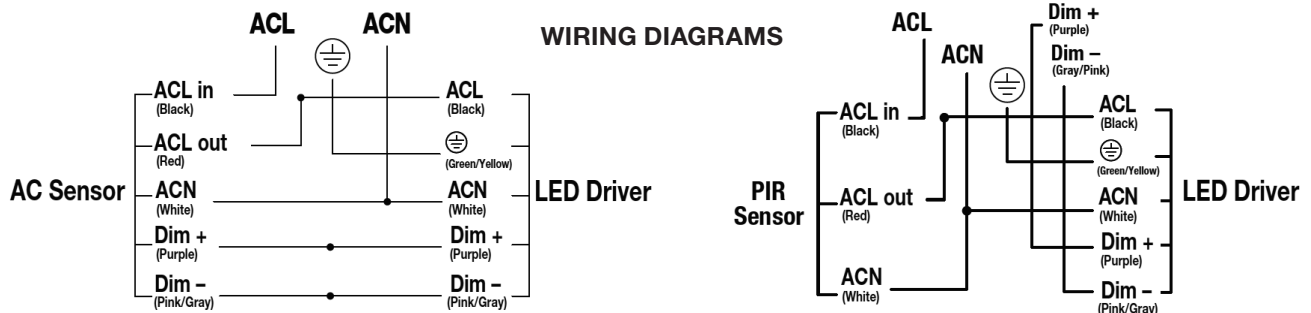 WIRING DIAGRAMS
ACL ACN
ACL in
(Black)
ACL out
(Red)
AC Sensor
ACN
(White)
Dim +
(Purple)
Dim –
(Pink/Gray)
ACL
(Black)
(Green/Yellow)
ACN
(White)
LED Driver
Dim +
(Purple)
Dim –
(Pink/Gray)
ACL
ACN
Dim +
(Purple)
Dim –
(Gray/Pink)
ACL in
(Black)
PIR
Sensor
ACL out
(Red)
ACN
(White)
ACL
(Black)
(Green/Yellow)
ACN
(White)
LED Driver
Dim +
(Purple)
Dim –
(Pink/Gray)